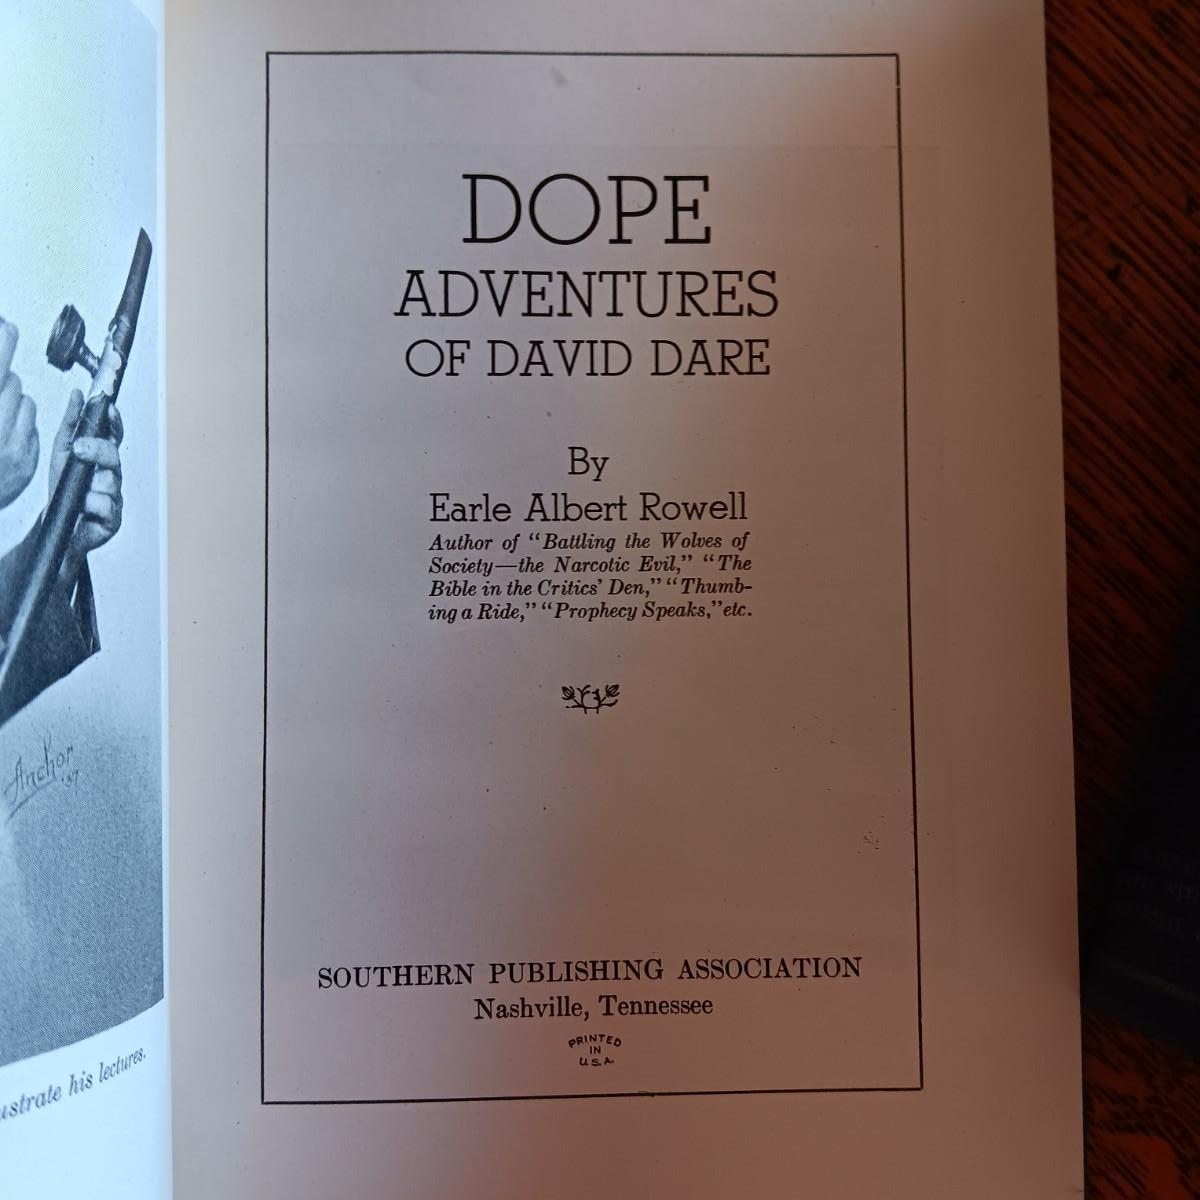 DOPE
ADVENTURES
OF DAVID DARE
By
Earle Albert Rowell
Author of "Battling the Wolves of
Society—the Narcotic Evil," "The
Bible in the Critics' Den," "Thumb-
ing a Ride," "Prophecy Speaks," etc.
SOUTHERN PUBLISHING ASSOCIATION
Nashville, Tennessee
PRINTED
IN
U.S.A.
Anchor
'37
ustrate his lectures.